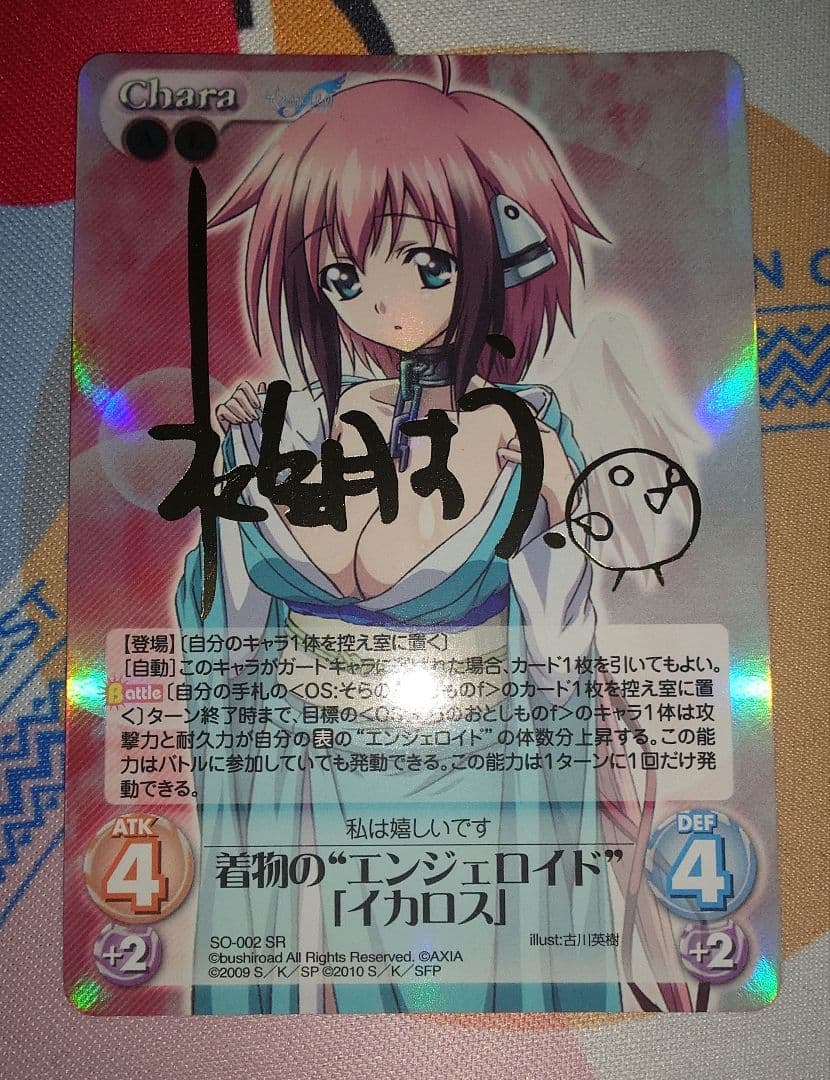 Chara
【登場】〔自分のキャラ1体を控え室に置く〕
［自動］このキャラがガードキャラに れた場合、カード1枚を引いてもよい。
Battle〔自分の手札の<OS:そらの ものf>のカード1枚を控え室に置
く〕ターン終了時まで、目標の<OS: のおとしものf>のキャラ1体は攻
撃力と耐久力が自分の表の“エンジェロイド”の体数分上昇する。この能
力はバトルに参加していても発動できる。この能力は1ターンに1回だけ発
動できる。
私は嬉しいです
ATK
4
+2
着物の“エンジェロイド”
「イカロス」
DEF
4
+2
SO-002 SR
illust:古川英樹
©bushiroad All Rights Reserved. ©AXIA
©2009 S／K／SP ©2010 S／K／SFP
EST
N C